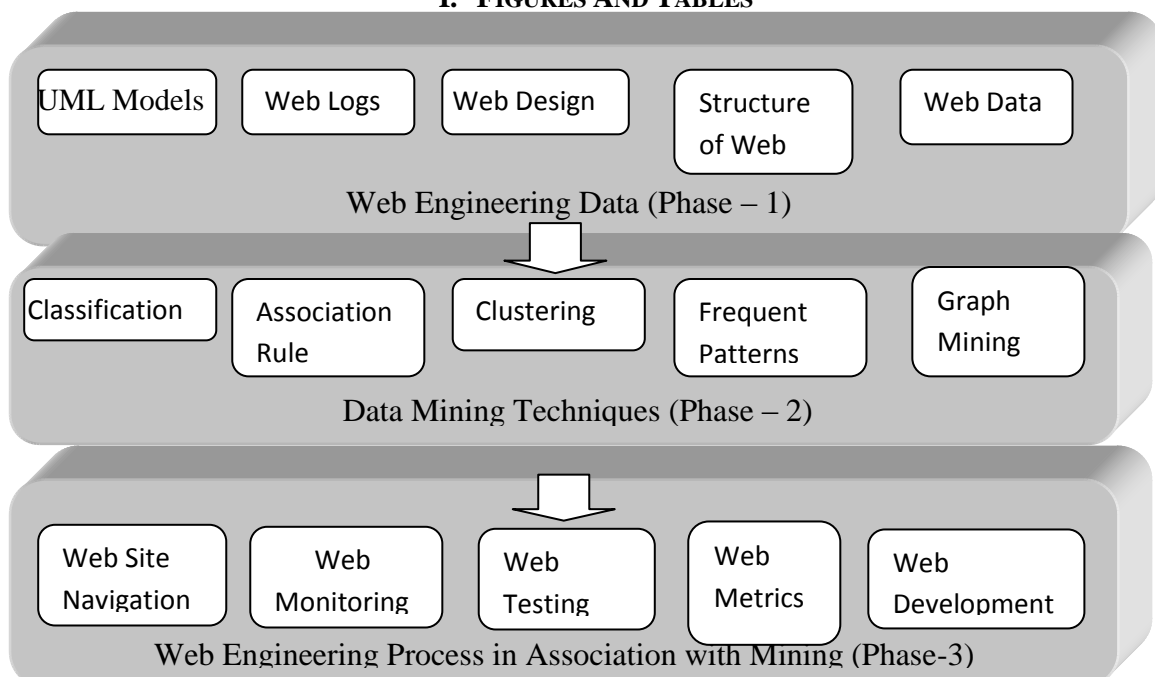 I. FIGURES AND TABLES
UML Models
Web Logs
Web Design
Structure
of Web
Web Data
Web Engineering Data (Phase – 1)
Classification
Association
Rule
Clustering
Frequent
Patterns
Graph
Mining
Data Mining Techniques (Phase – 2)
Web Site
Navigation
Web
Monitoring
Web
Testing
Web
Metrics
Web
Development
Web Engineering Process in Association with Mining (Phase-3)